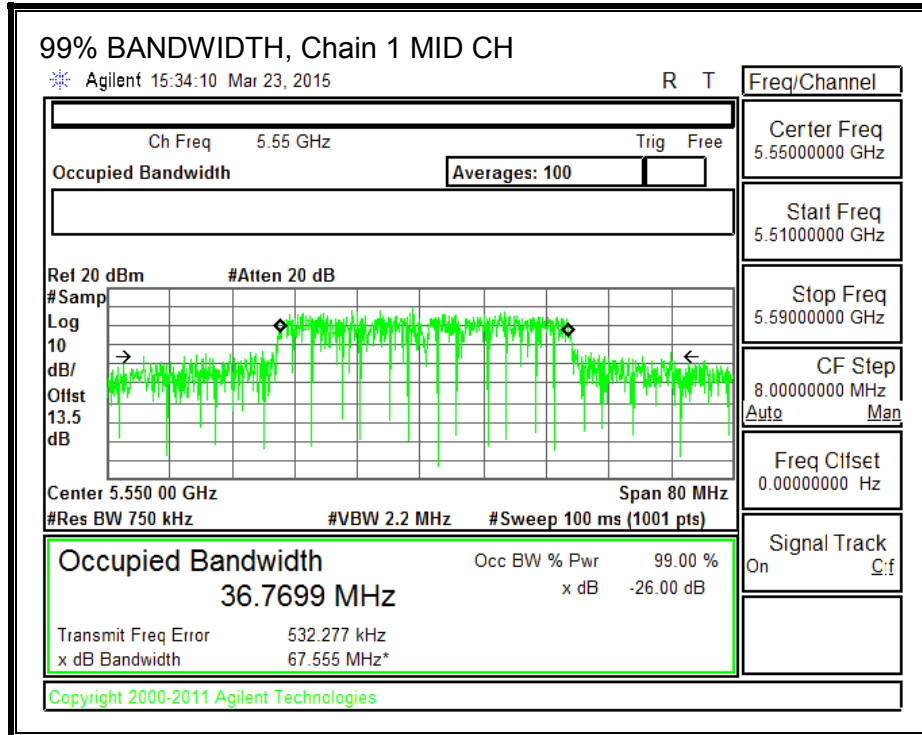 99% BANDWIDTH, Chain 1 MID CH
Agilent 15:34:10 Mar 23, 2015 R T
Freq/Channel
Ch Freq 5.55 GHz Trig Free
Occupied Bandwidth Averages: 100
Ref 20 dBm #Atten 20 dB
#Samp
Log
10
dB/
Offst
13.5
dB
Center 5.550 00 GHz Span 80 MHz
#Res BW 750 kHz #VBW 2.2 MHz #Sweep 100 ms (1001 pts)
Occupied Bandwidth Occ BW % Pwr 99.00 %
36.7699 MHz x dB -26.00 dB
Transmit Freq Error 532.277 kHz
x dB Bandwidth 67.555 MHz*
Copyright 2000-2011 Agilent Technologies
Center Freq
5.55000000 GHz
Start Freq
5.51000000 GHz
Stop Freq
5.59000000 GHz
CF Step
8.00000000 MHz
Auto Man
Freq Offset
0.00000000 Hz
Signal Track
On Off